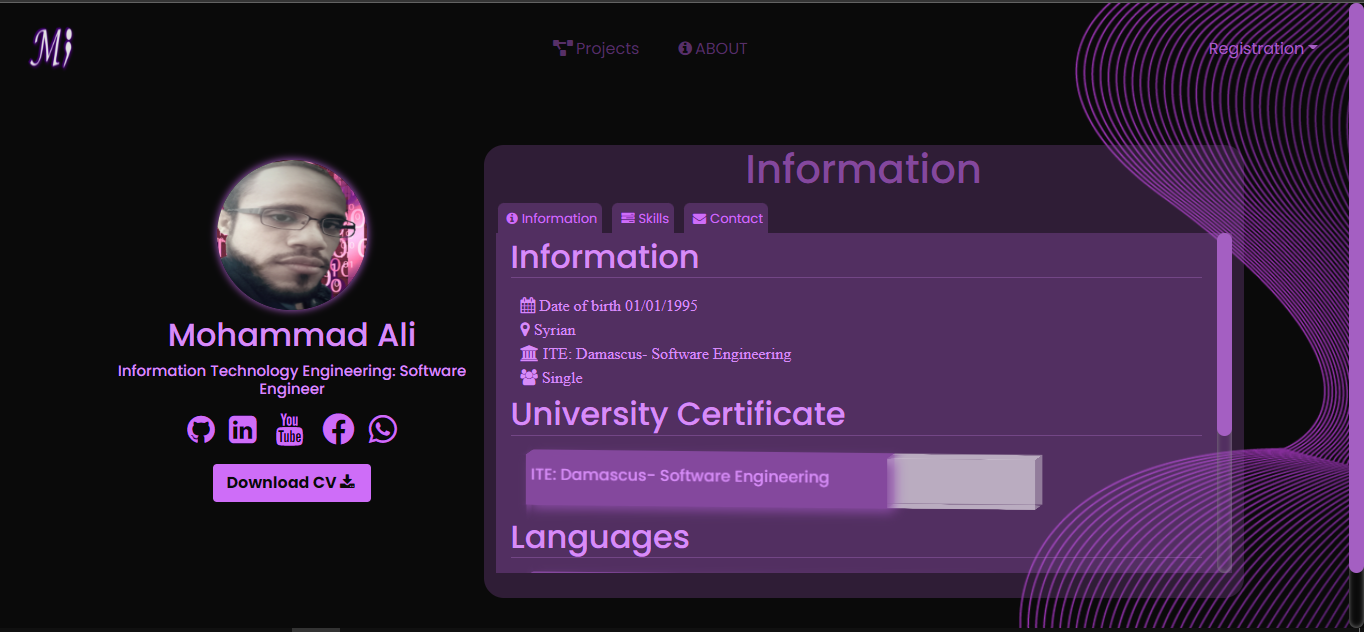 Mi
Projects
ABOUT
Registration
Information
Information
Skills
Contact
Information
Date of birth 01/01/1995
Syrian
ITE: Damascus- Software Engineering
Single
University Certificate
ITE: Damascus- Software Engineering
Languages
Mohammad Ali
Information Technology Engineering: Software
Engineer
You
Tube
Download CV